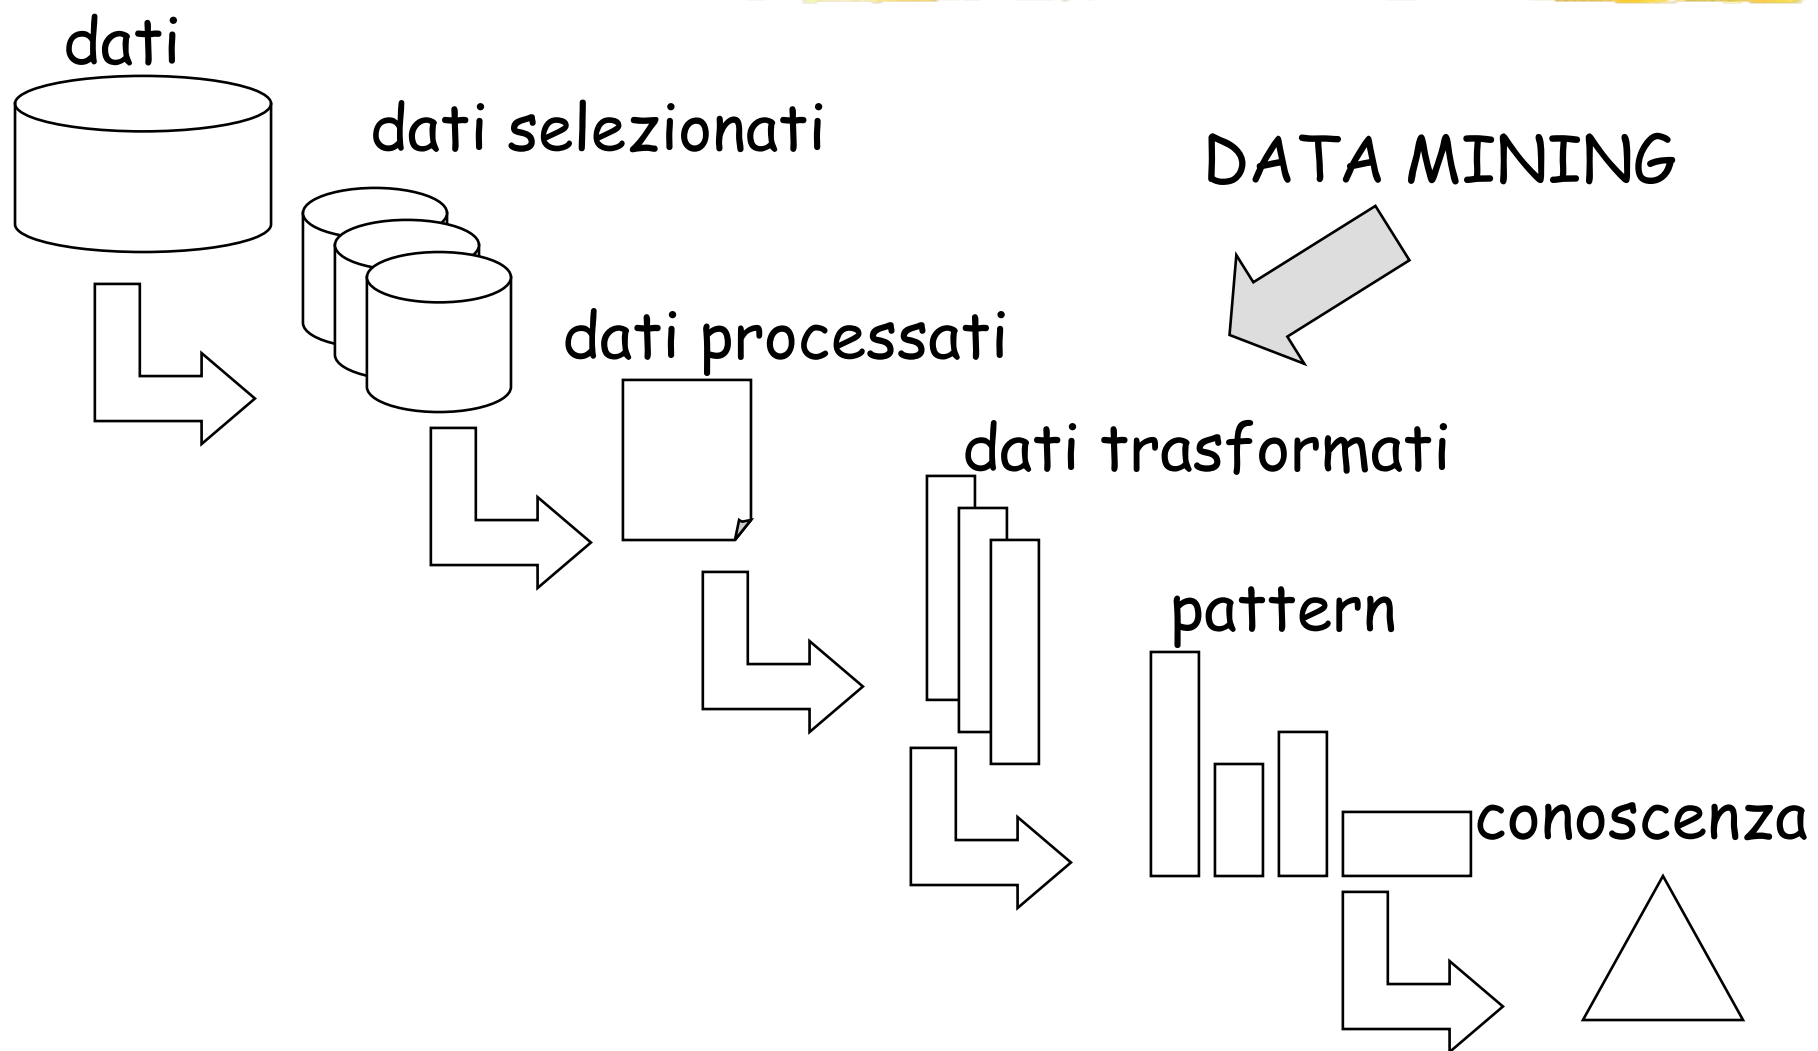 dati
dati selezionati
DATA MINING
dati processati
dati trasformati
pattern
conoscenza